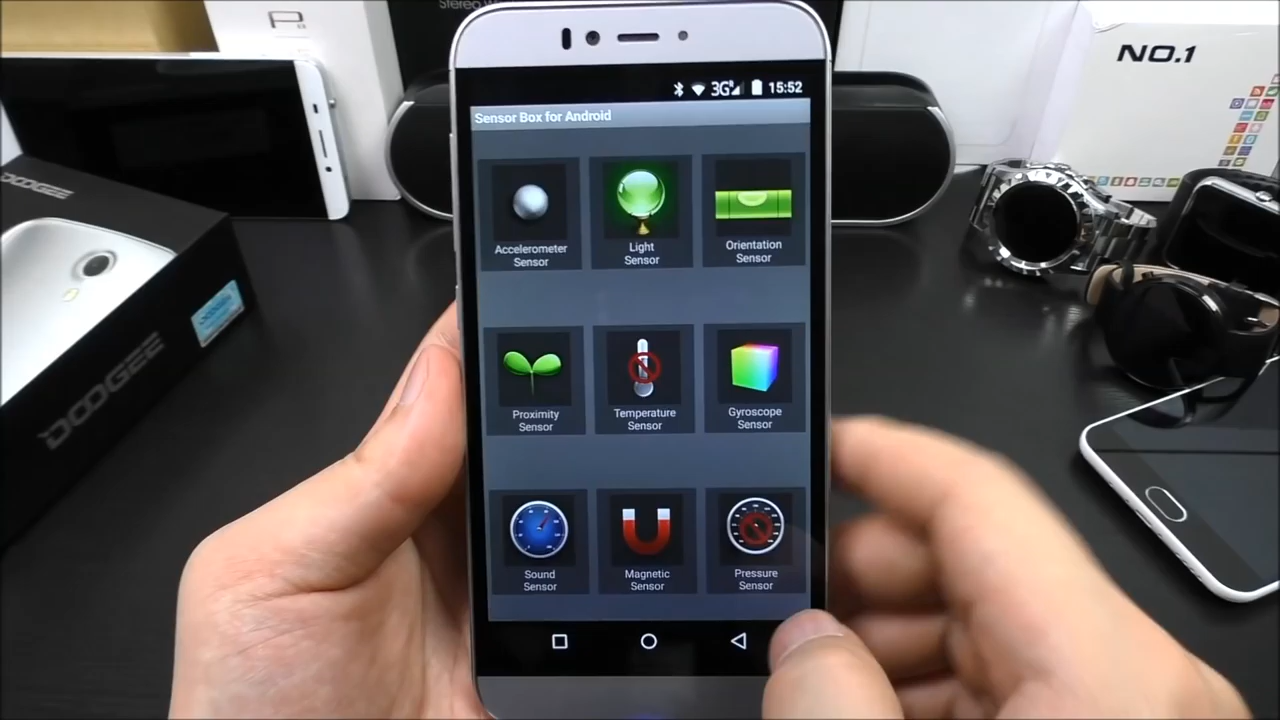 Stereo
NO.1
3G
15:52
Sensor Box for Android
DOOGEE
Accelerometer
Sensor
Light
Sensor
Orientation
Sensor
DOOGEE
Proximity
Sensor
Temperature
Sensor
Gyroscope
Sensor
Sound
Sensor
Magnetic
Sensor
Pressure
Sensor